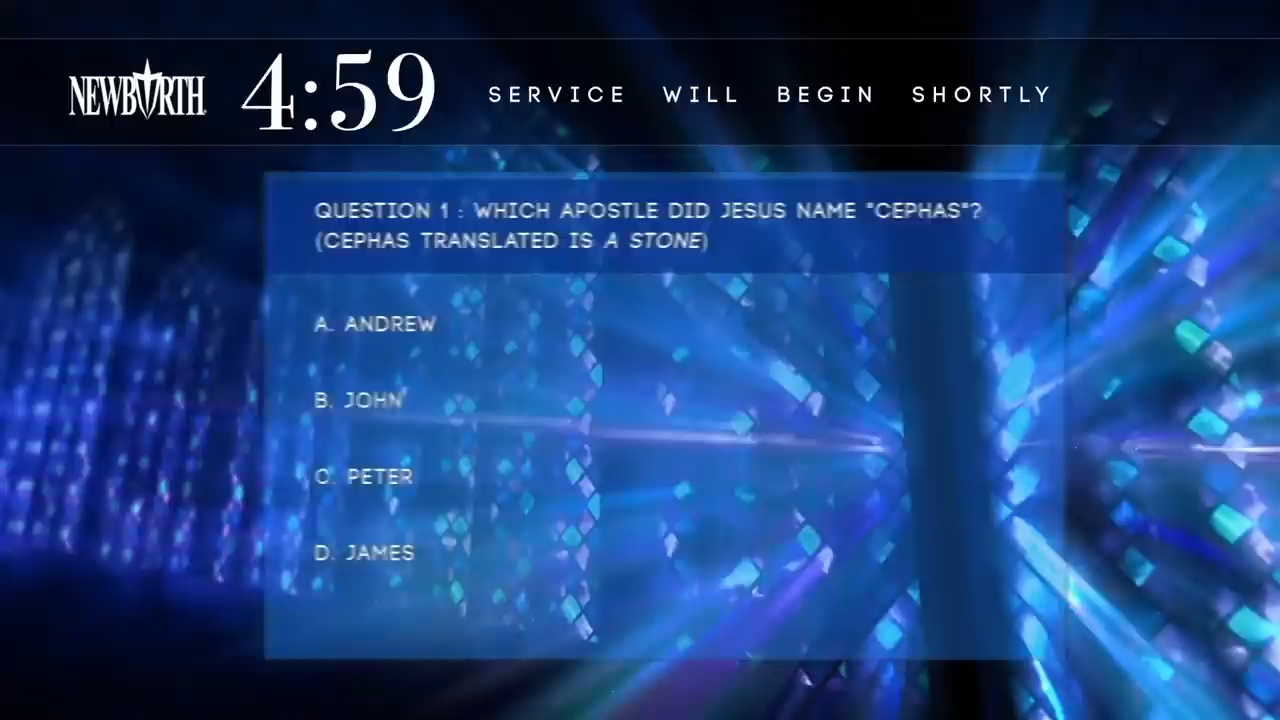 NEWBIRTH 4:59 SERVICE WILL BEGIN SHORTLY
QUESTION 1 : WHICH APOSTLE DID JESUS NAME "CEPHAS"?
(CEPHAS TRANSLATED IS A STONE)
A. ANDREW
B. JOHN
C. PETER
D. JAMES